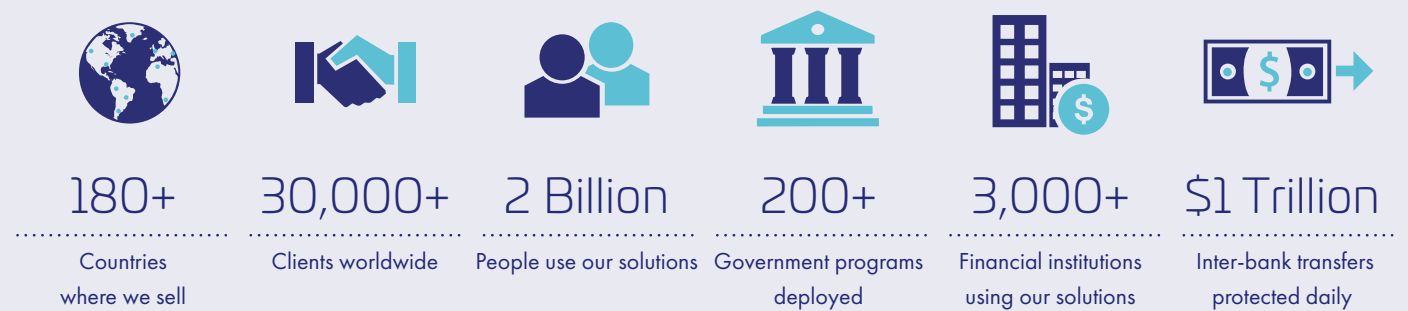 180+
Countries
where we sell
30,000+
Clients worldwide
2 Billion
People use our solutions
200+
Government programs
deployed
3,000+
Financial institutions
using our solutions
$1 Trillion
Inter-bank transfers
protected daily